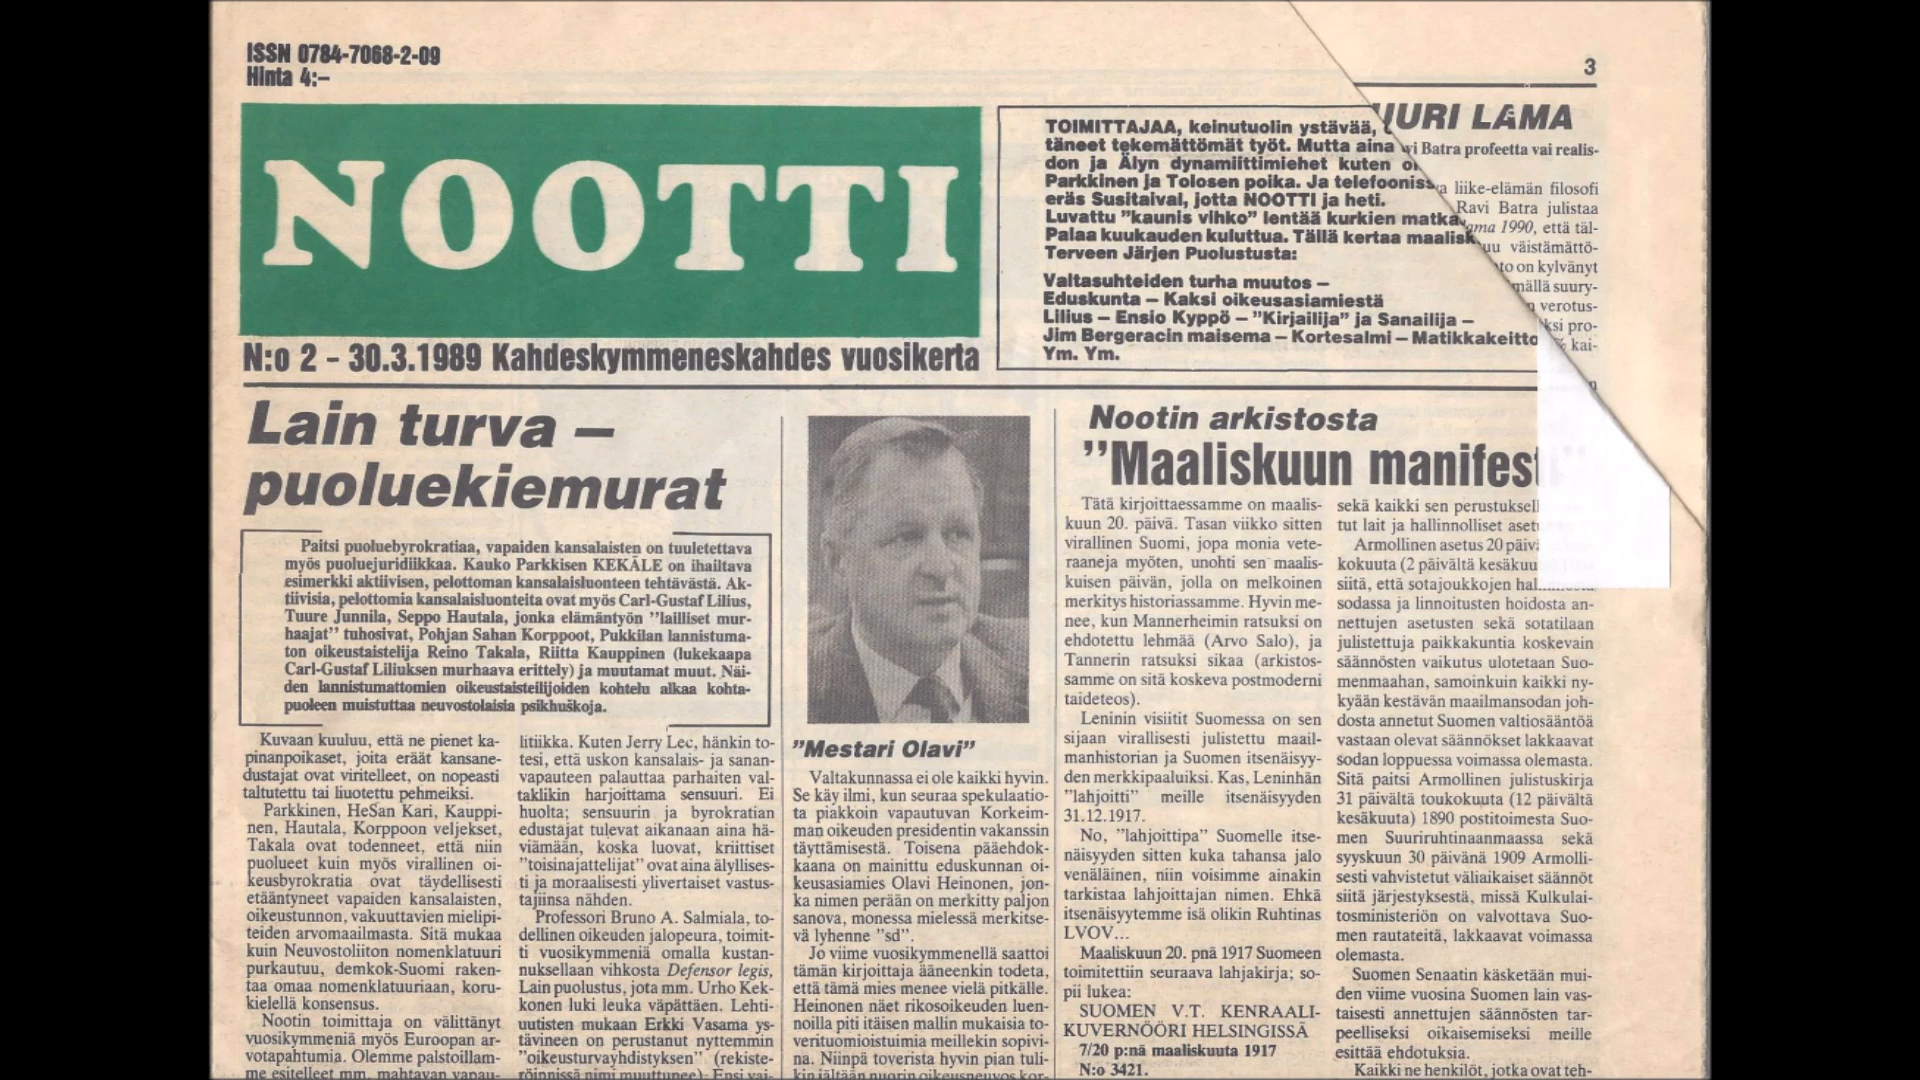 ISSN 0784-7068-2-09
Hinta 4:–
3
NOOTTI
N:o 2 – 30.3.1989 Kahdeskymmeneskahdes vuosikerta
TOIMITTAJAA, keinutuolin ystävää,
täneet tekemättömät työt. Mutta aina
don ja Älyn dynamiittimiehet kuten
Parkkinen ja Tolosen poika. Ja telefooniss
eräs Susitaival, jotta NOOTTI ja heti.
Luvattu ”kaunis vihko” lentää kurkien matka
Palaa kuukauden kuluttua. Tällä kertaa maalisk
Terveen Järjen Puolustusta:
Valtasuhteiden turha muutos –
Eduskunta – Kaksi oikeusasiamiestä
Lilius – Ensio Kyppö – ”Kirjailija” ja Sanailija –
Jim Bergeracin maisema – Kortesalmi – Matikkakeitto
Ym. Ym.
UURI LAMA
vi Batra profeetta vai realis-
a liike-elämän filosofi
Ravi Batra julistaa
ama 1990, että täl-
uu väistämättö-
to on kylvänyt
mällä suury-
n verotus-
ksi pro-
% kai-
Lain turva –
puoluekiemurat
Paitsi puoluebyrokratiaa, vapaiden kansalaisten on tuuletettava
myös puoluejuridiikkaa. Kauko Parkkisen KEKÄLE on ihailtava
esimerkki aktiivisen, pelottoman kansalaisluonteen tehtävästä. Ak-
tiivisia, pelottomia kansalaisluonteita ovat myös Carl-Gustaf Lilius,
Tuure Junnila, Seppo Hautala, jonka elämäntyön ”lailliset mur-
haajat” tuhosivat, Pohjan Sahan Korppoot, Pukkilan lannistuma-
ton oikeustaistelija Reino Takala, Riitta Kauppinen (lukekaapa
Carl-Gustaf Liliuksen murhaava erittely) ja muutamat muut. Näi-
den lannistumattomien oikeustaistelijoiden kohtelu alkaa kohta-
puoleen muistuttaa neuvostolaisia psikhuškoja.
Kuvaan kuuluu, että ne pienet ka-
pinanpoikaset, joita eräät kansane-
dustajat ovat viritelleet, on nopeasti
taltutettu tai liuotettu pehmeiksi.
Parkkinen, HeSan Kari, Kauppi-
nen, Hautala, Korppoon veljekset,
Takala ovat todenneet, että niin
puolueet kuin myös virallinen oi-
keusbyrokratia ovat täydellisesti
etääntyneet vapaiden kansalaisten,
oikeustunnon, vakuuttavien mielipi-
teiden arvomaailmasta. Sitä mukaa
kuin Neuvostoliiton nomenklatuuri
purkautuu, demkok-Suomi raken-
taa omaa nomenklatuuriaan, koru-
kielellä konsensus.
Nootin toimittaja on välittänyt
vuosikymmeniä myös Euroopan ar-
votapahtumia. Olemme palstoillam-
me esitelleet mm. mahtavan vapau-
litiikka. Kuten Jerry Lec, hänkin to-
tesi, että uskon kansalais- ja sanan-
vapauteen palauttaa parhaiten val-
taklikin harjoittama sensuuri. Ei
huolta; sensuurin ja byrokratian
edustajat tulevat aikanaan aina hä-
viämään, koska luovat, kriittiset
”toisinajattelijat” ovat aina älyllises-
ti ja moraalisesti ylivertaiset vastus-
tajiinsa nähden.
Professori Bruno A. Salmiala, to-
dellinen oikeuden jalopeura, toimit-
ti vuosikymmeniä omalla kustan-
nuksellaan vihkosta Defensor legis,
Lain puolustus, jota mm. Urho Kek-
konen luki leuka väpättäen. Lehti-
uutisten mukaan Erkki Vasama ys-
tävineen on perustanut nyttemmin
”oikeusturvayhdistyksen” (rekiste-
röinnissä nimi muuttunee). Ensi vai-
”Mestari Olavi”
Valtakunnassa ei ole kaikki hyvin.
Se käy ilmi, kun seuraa spekulaatio-
ta piakkoin vapautuvan Korkeim-
man oikeuden presidentin vakanssin
täyttämisestä. Toisena pääehdok-
kaana on mainittu eduskunnan oi-
keusasiamies Olavi Heinonen, jon-
ka nimen perään on merkitty paljon
sanova, monessa mielessä merkitse-
vä lyhenne ”sd”.
Jo viime vuosikymmenellä saattoi
tämän kirjoittaja ääneenkin todeta,
että tämä mies menee vielä pitkälle.
Heinonen näet rikosoikeuden luen-
noilla piti itäisen mallin mukaisia to-
verituomioistuimia meillekin sopivi-
na. Niinpä toverista hyvin pian tuli-
kin iältään nuorin oikeusneuvos kor-
Nootin arkistosta
”Maaliskuun manifest
Tätä kirjoittaessamme on maalis-
kuun 20. päivä. Tasan viikko sitten
virallinen Suomi, jopa monia vete-
raaneja myöten, unohti sen maalis-
kuisen päivän, jolla on melkoinen
merkitys historiassamme. Hyvin me-
nee, kun Mannerheimin ratsuksi on
ehdotettu lehmää (Arvo Salo), ja
Tannerin ratsuksi sikaa (arkistos-
samme on sitä koskeva postmoderni
taideteos).
Leninin visiitit Suomessa on sen
sijaan virallisesti julistettu maail-
manhistorian ja Suomen itsenäisyy-
den merkkipaaluiksi. Kas, Leninhän
”lahjoitti” meille itsenäisyyden
31.12.1917.
No, ”lahjoittipa” Suomelle itse-
näisyyden sitten kuka tahansa jalo
venäläinen, niin voisimme ainakin
tarkistaa lahjoittajan nimen. Ehkä
itsenäisyytemme isä olikin Ruhtinas
LVOV...
Maaliskuun 20. pnä 1917 Suomeen
toimitettiin seuraava lahjakirja; so-
pii lukea:
SUOMEN V.T. KENRAALI-
KUVERNÖÖRI HELSINGISSÄ
7/20 p:nä maaliskuuta 1917
N:o 3421.
sekä kaikki sen perustuksell
tut lait ja hallinnolliset aset
Armollinen asetus 20 päivä
kokuuta (2 päivältä kesäkuu
siitä, että sotajoukkojen hal
sodassa ja linnoitusten hoidosta an-
nettujen asetusten sekä sotatilaan
julistettuja paikkakuntia koskevain
säännösten vaikutus ulotetaan Suo-
menmaahan, samoinkuin kaikki ny-
kyään kestävän maailmansodan joh-
dosta annetut Suomen valtiosääntöä
vastaan olevat säännökset lakkaavat
sodan loppuessa voimassa olemasta.
Sitä paitsi Armollinen julistuskirja
31 päivältä toukokuuta (12 päivältä
kesäkuuta) 1890 postitoimesta Suo-
men Suuriruhtinaanmaassa sekä
syyskuun 30 päivänä 1909 Armolli-
sesti vahvistetut väliaikaiset säännöt
siitä järjestyksestä, missä Kulkulai-
tosministeriön on valvottava Suo-
men rautateitä, lakkaavat voimassa
olemasta.
Suomen Senaatin käsketään mui-
den viime vuosina Suomen lain vas-
taisesti annettujen säännösten tar-
peelliseksi oikaisemiseksi meille
esittää ehdotuksia.
Kaikki ne henkilöt, jotka ovat teh-